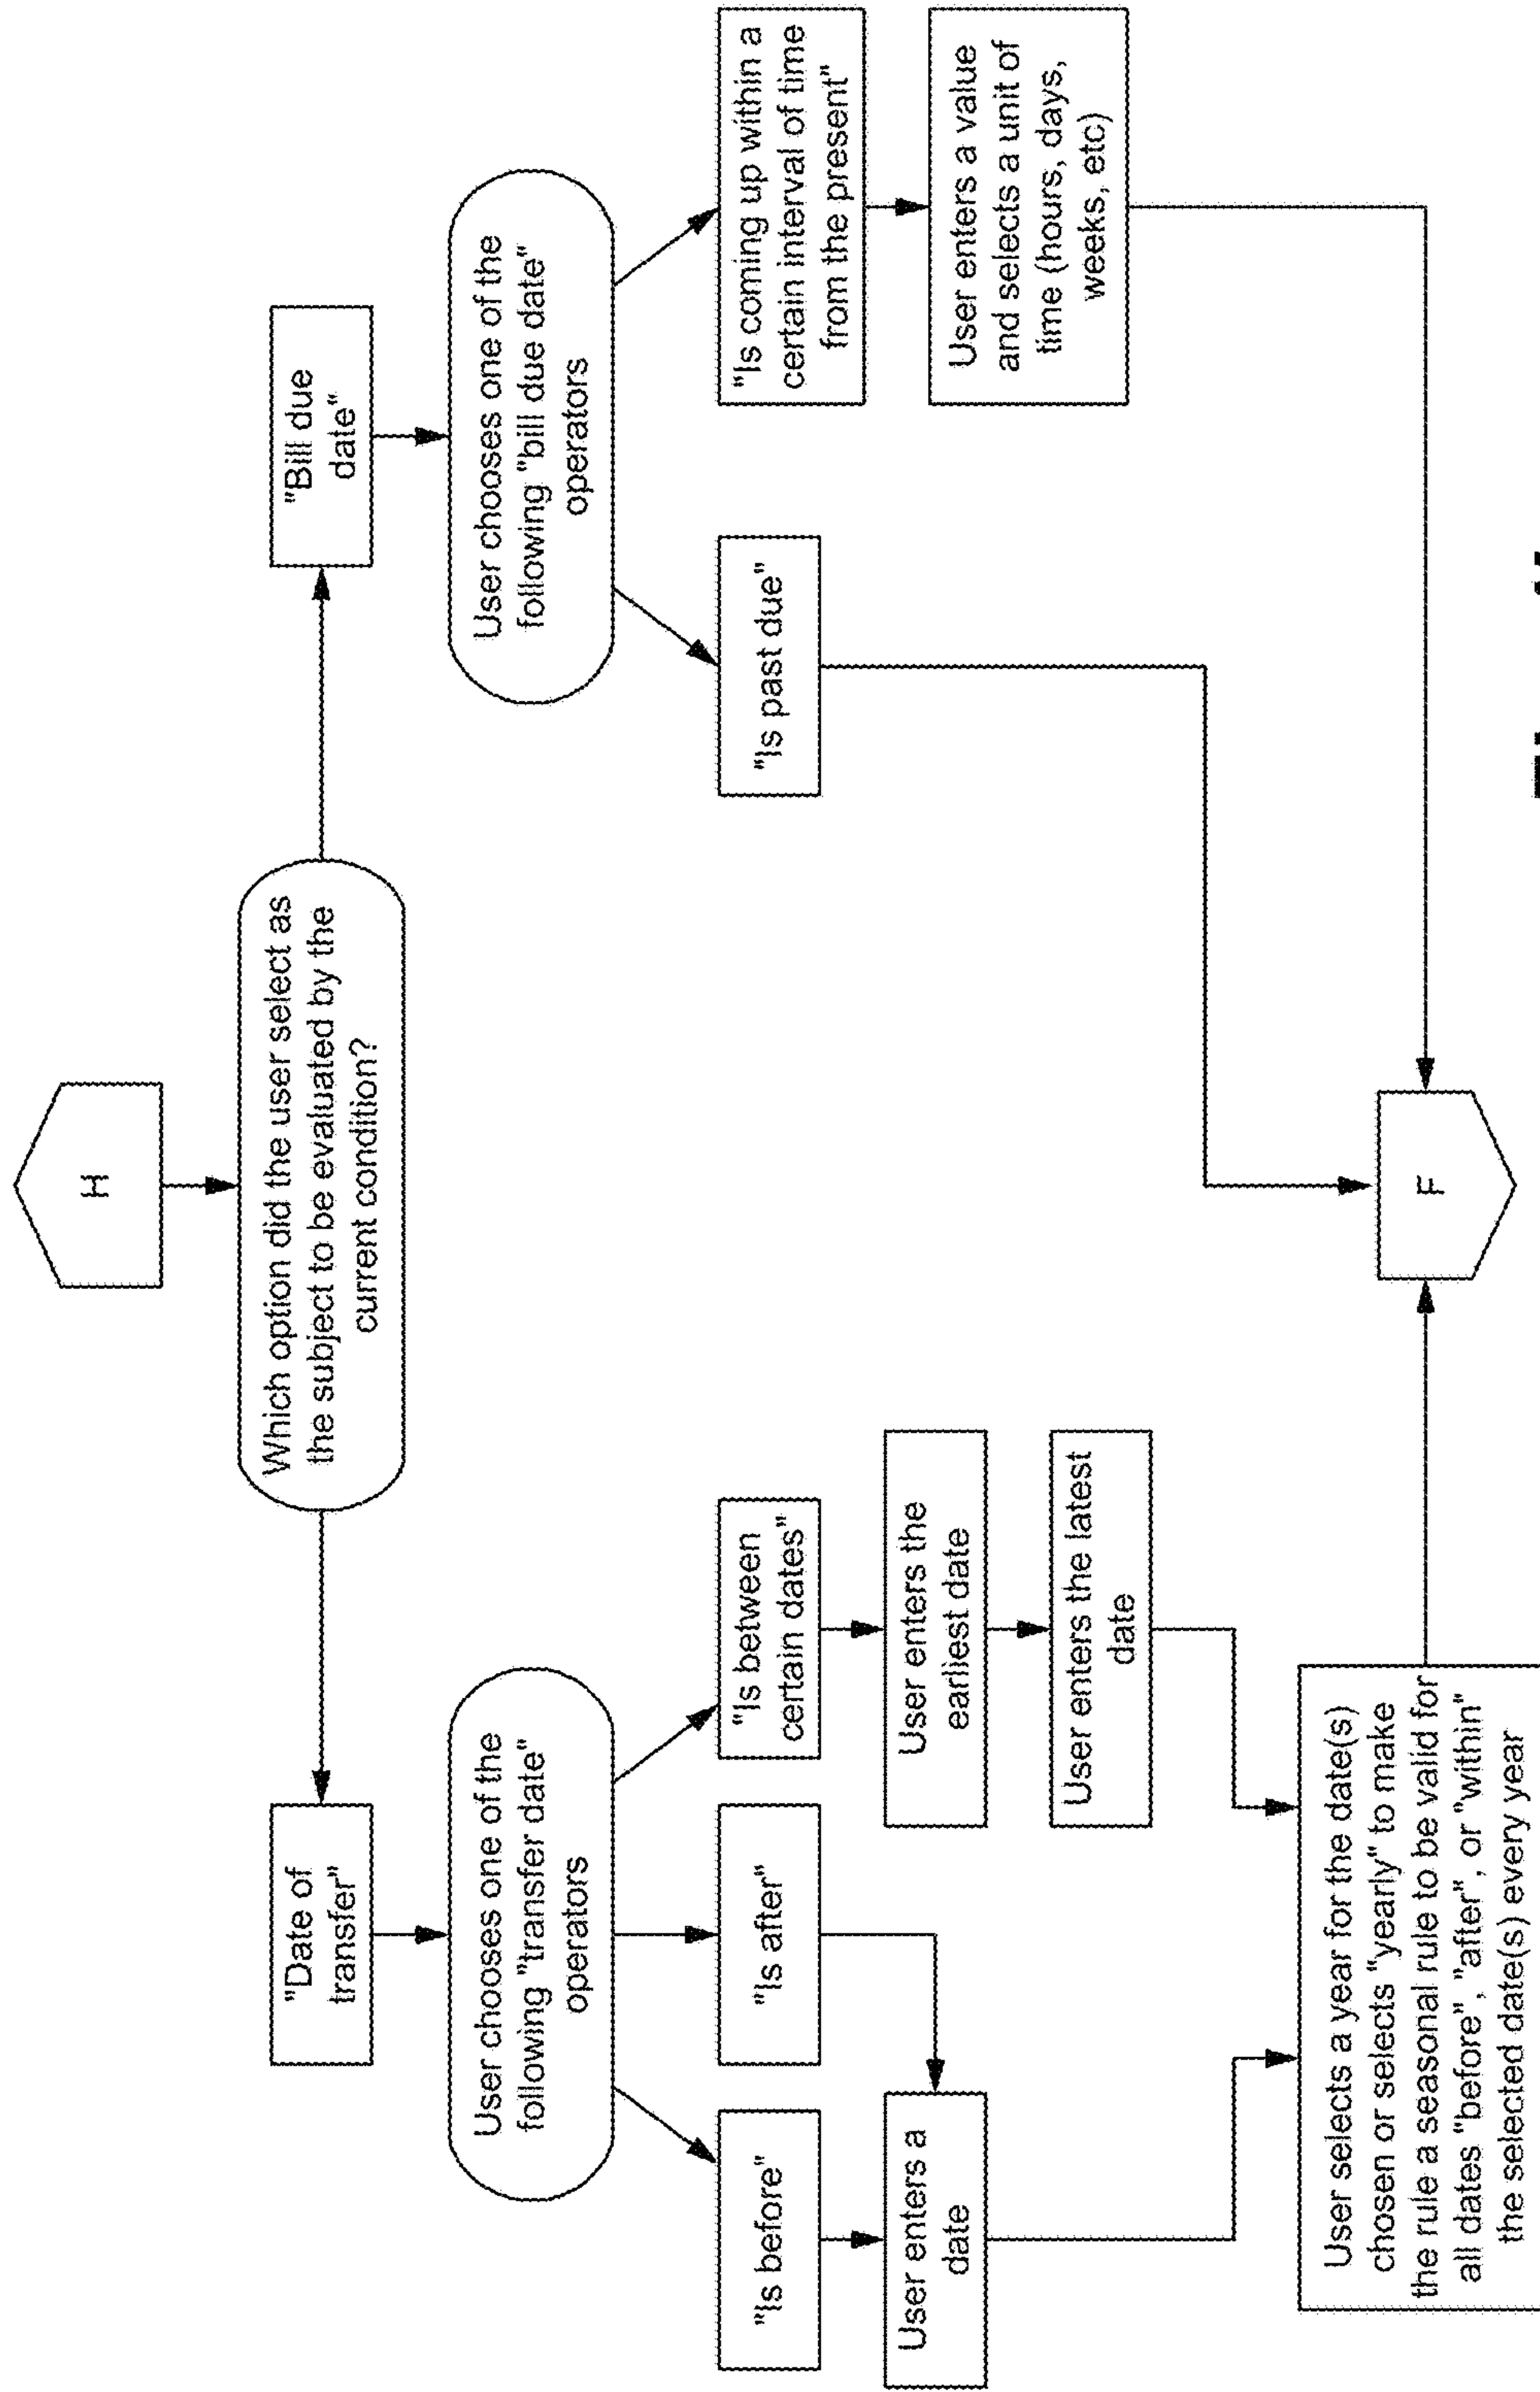 H
Which option did the user select as
the subject to be evaluated by the
current condition?
"Date of
transfer"
User chooses one of the
following "transfer date"
operators
"Is before"
"Is after"
"Is between
certain dates"
User enters a
date
User enters the
earliest date
User enters the latest
date
User selects a year for the date(s)
chosen or selects "yearly" to make
the rule a seasonal rule to be valid for
all dates "before", "after", or "within"
the selected date(s) every year
"Bill due
date"
User chooses one of the
following "bill due date"
operators
"Is past due"
"Is coming up within a
certain interval of time
from the present"
User enters a value
and selects a unit of
time (hours, days,
weeks, etc)
F